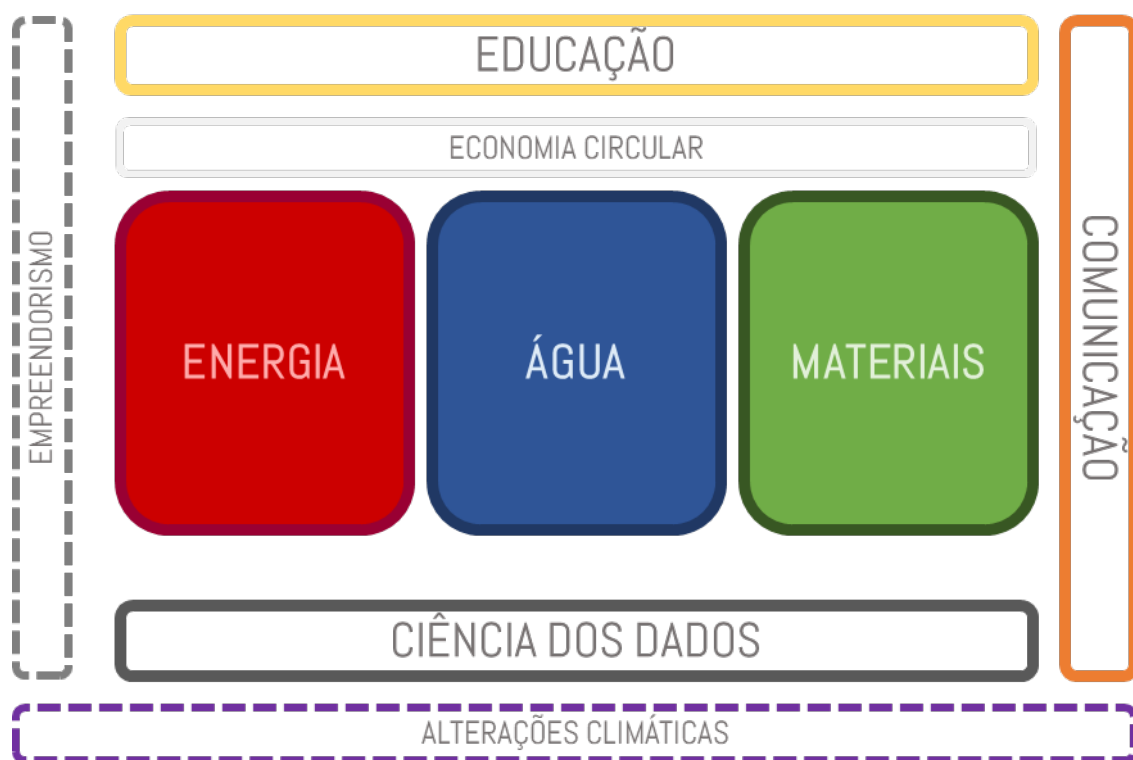 EDUCAÇÃO
ECONOMIA CIRCULAR
EMPREENDORISMO
ENERGIA
ÁGUA
MATERIAIS
COMUNICAÇÃO
CIÊNCIA DOS DADOS
ALTERAÇÕES CLIMÁTICAS